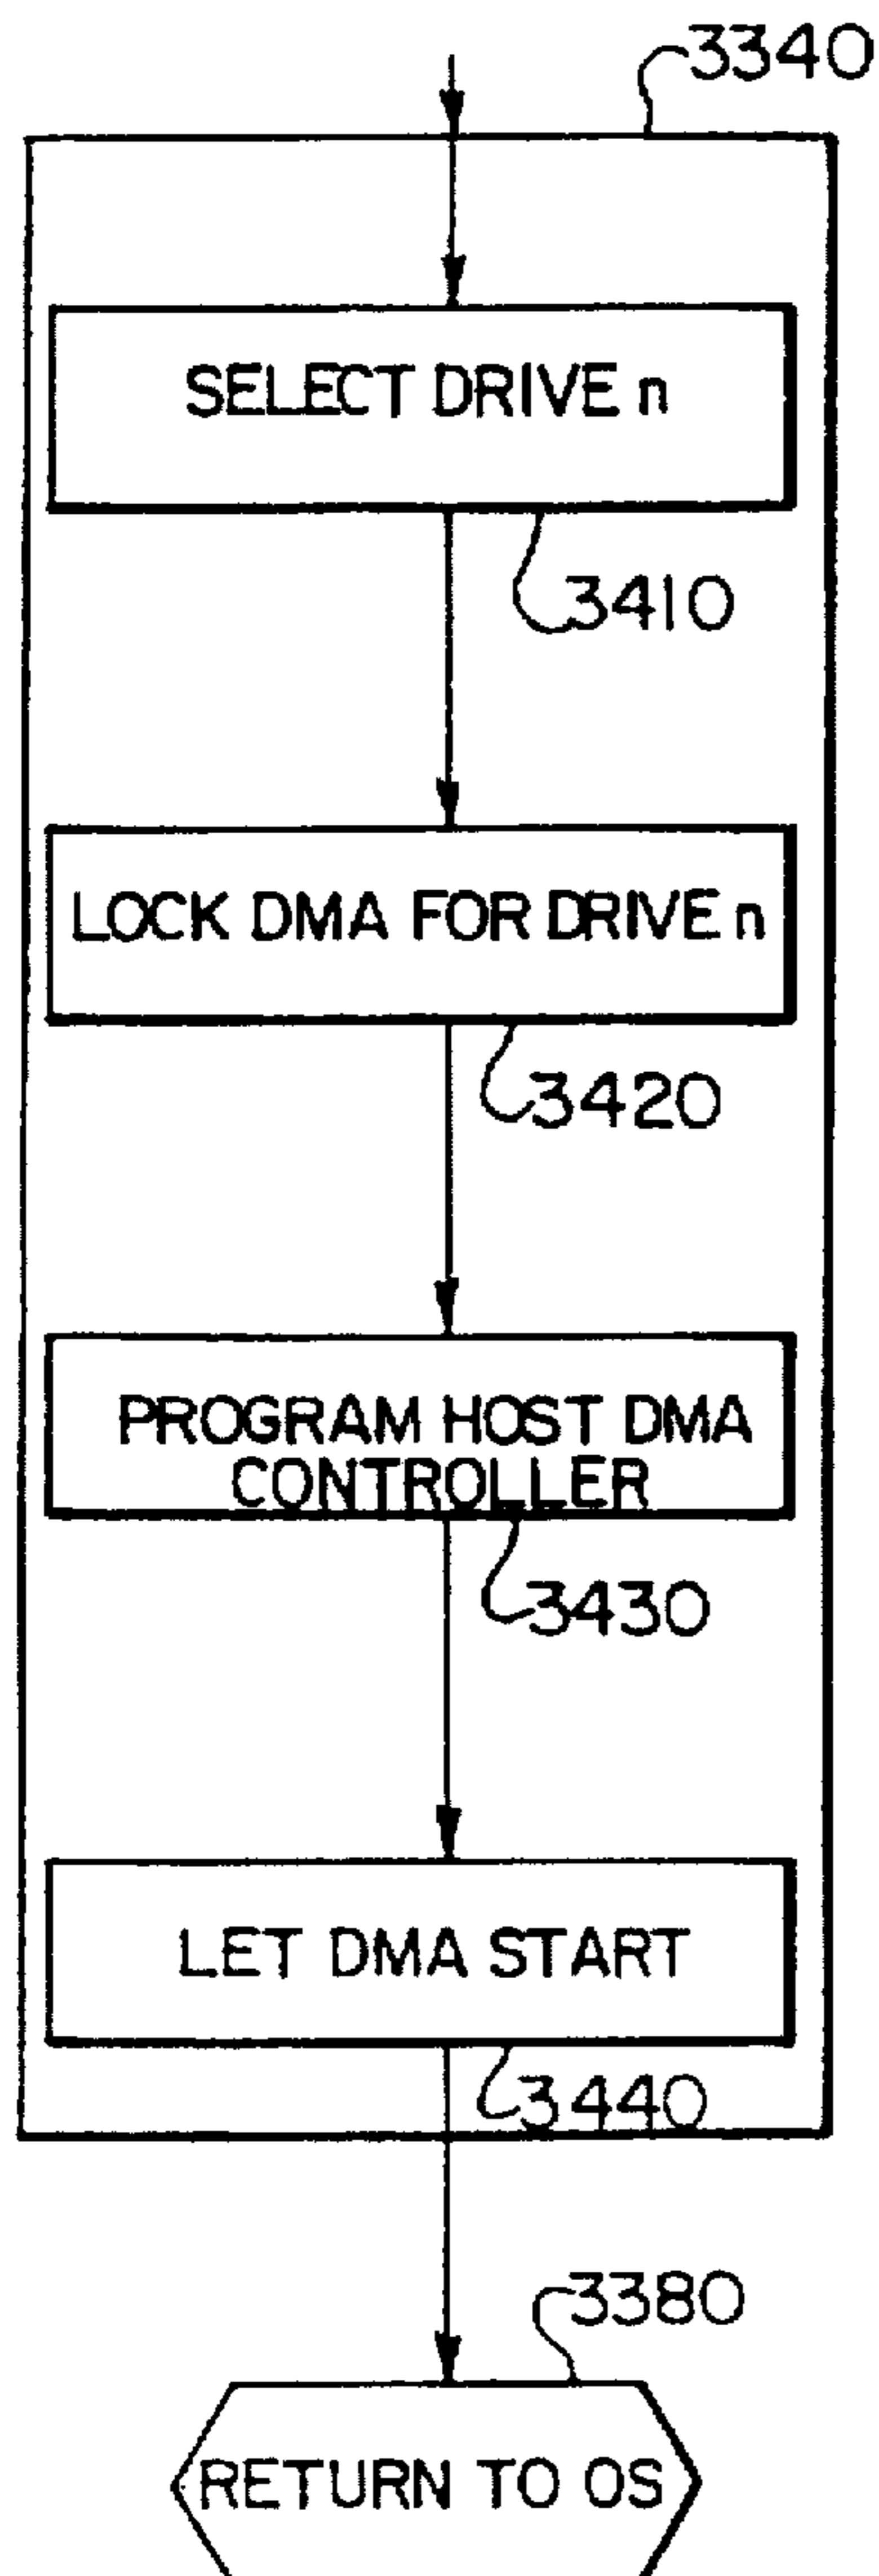 3340
SELECT DRIVE n
3410
LOCK DMA FOR DRIVE n
3420
PROGRAM HOST DMA
CONTROLLER
3430
LET DMA START
3440
3380
RETURN TO OS